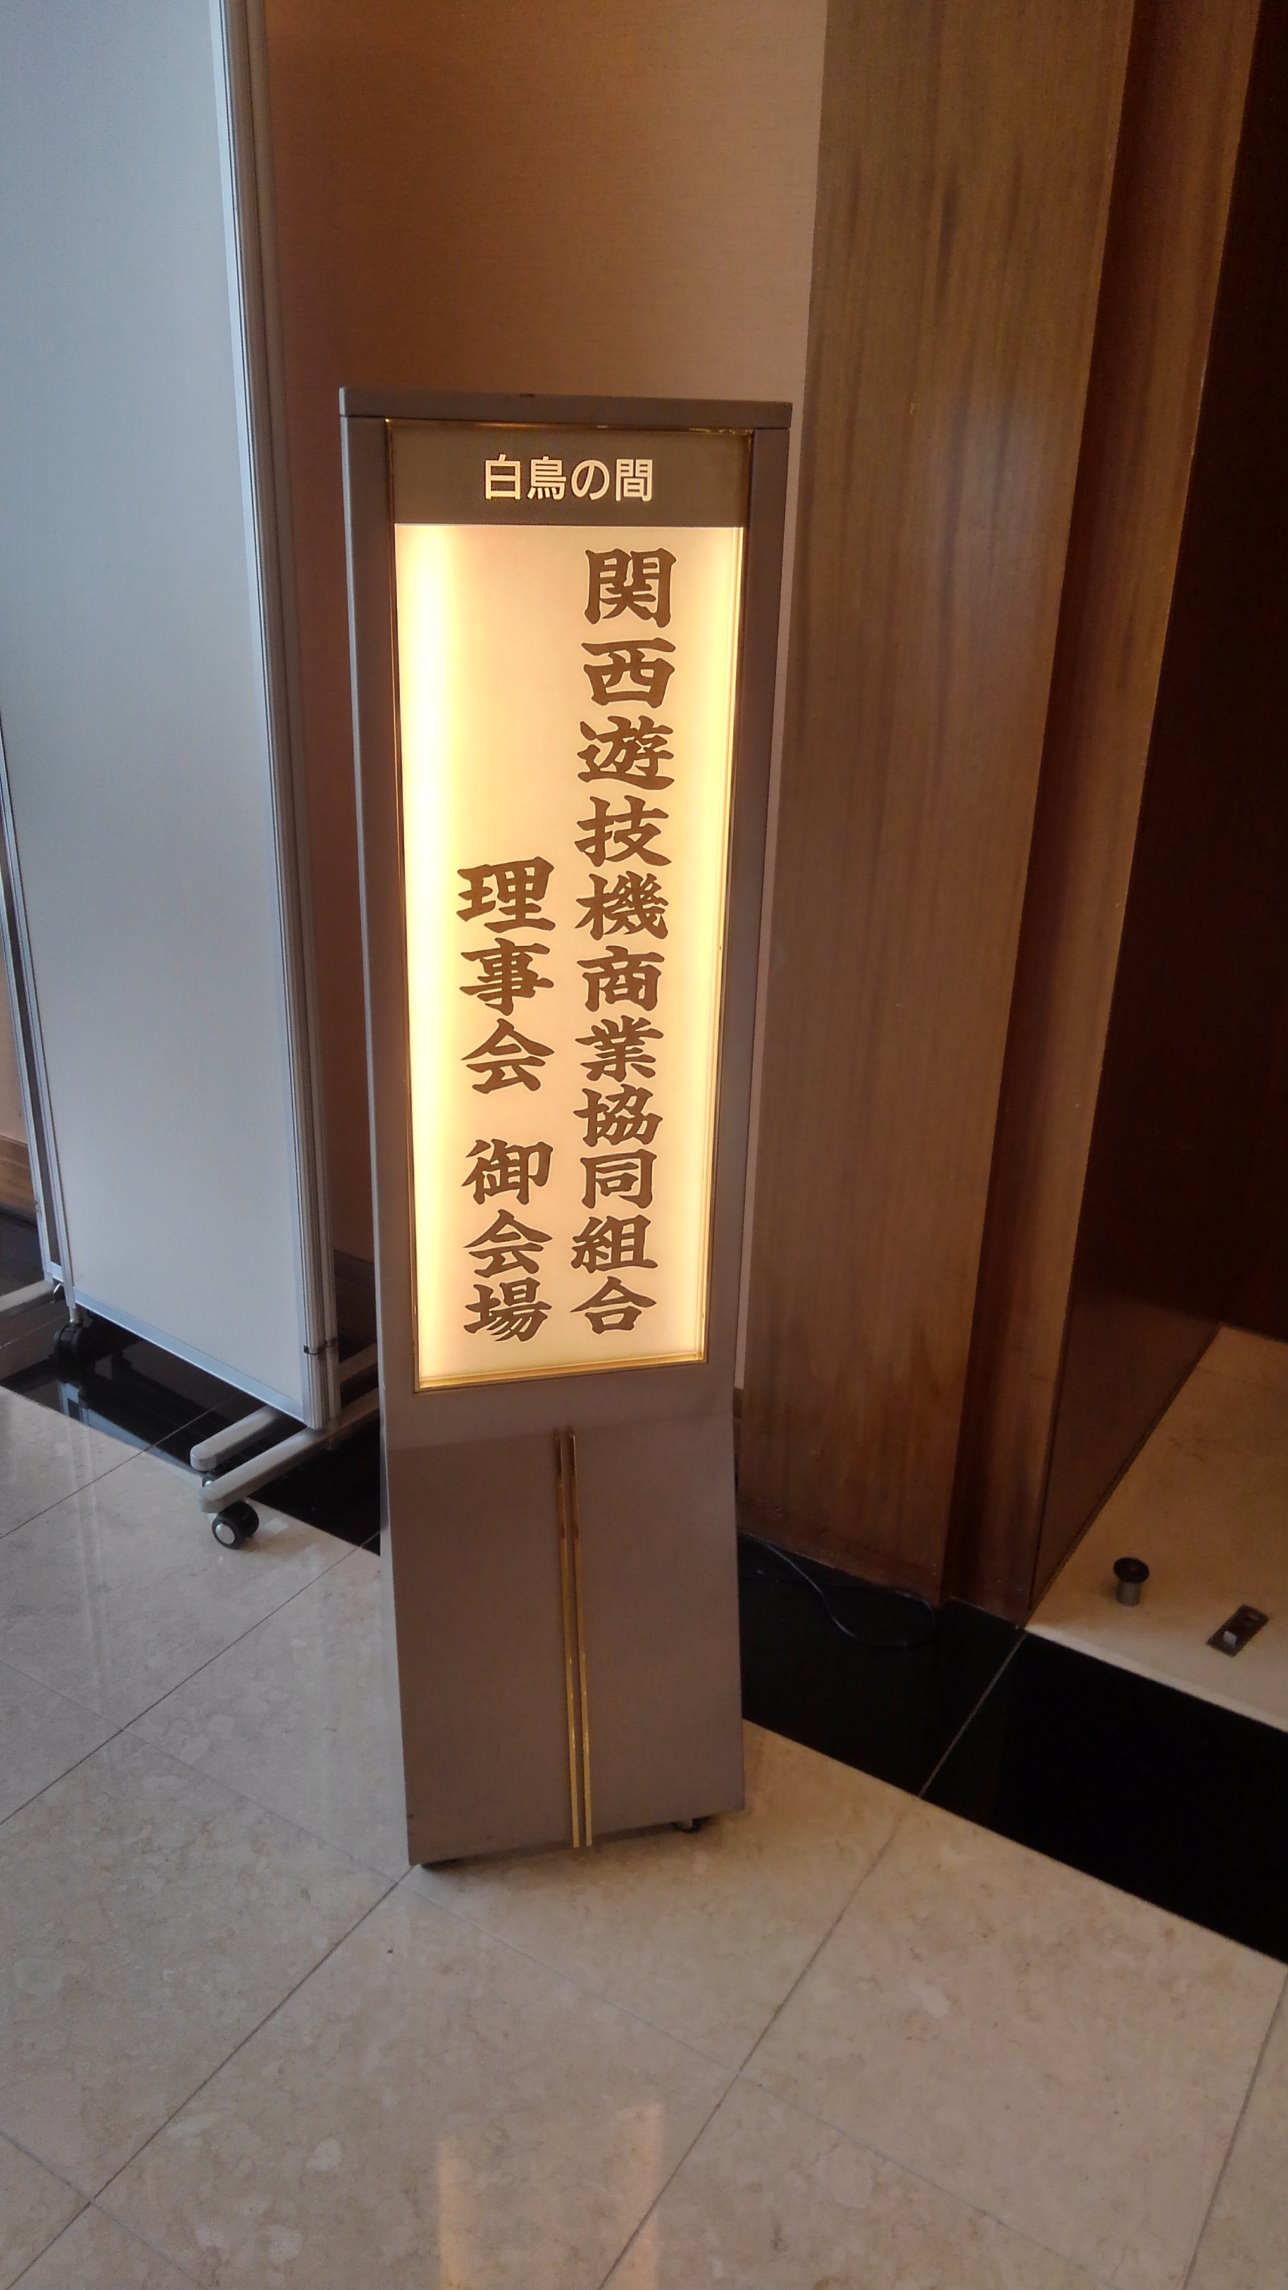 白鳥の間
関西遊技機商業協同組合
理事会 御会場